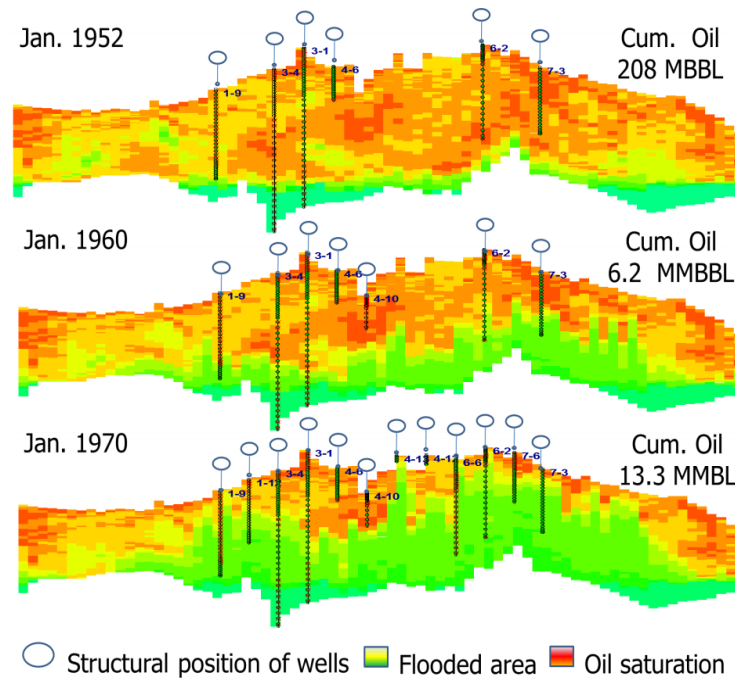 Jan. 1952
Cum. Oil
208 MBBL
1-9
3-4
3-1
4-6
6-2
7-3
Jan. 1960
Cum. Oil
6.2 MMBBL
1-9
3-4
3-1
4-6
4-10
6-2
7-3
Jan. 1970
Cum. Oil
13.3 MMBL
1-9
1-12
3-4
3-1
4-6
4-10
4-13
4-12
6-6
6-2
7-6
7-3
Structural position of wells
Flooded area
Oil saturation